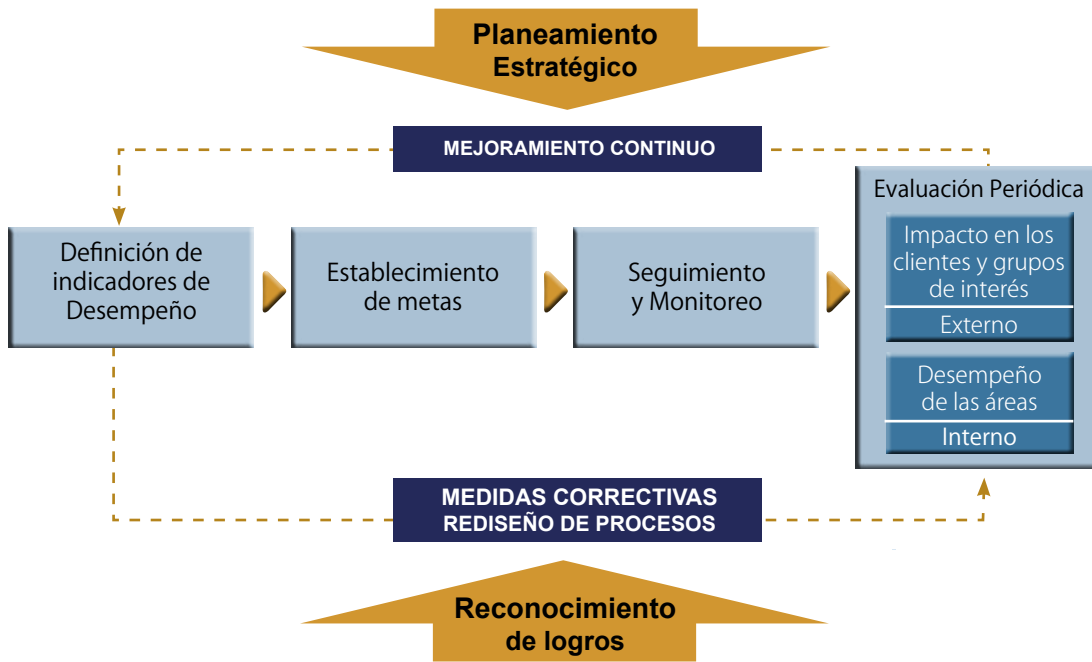 Planeamiento
Estratégico
MEJORAMIENTO CONTINUO
Definición de
indicadores de
Desempeño
Establecimiento
de metas
Seguimiento
y Monitoreo
Evaluación Periódica
Impacto en los
clientes y grupos
de interés
Externo
Desempeño
de las áreas
Interno
MEDIDAS CORRECTIVAS
REDISEÑO DE PROCESOS
Reconocimiento
de logros